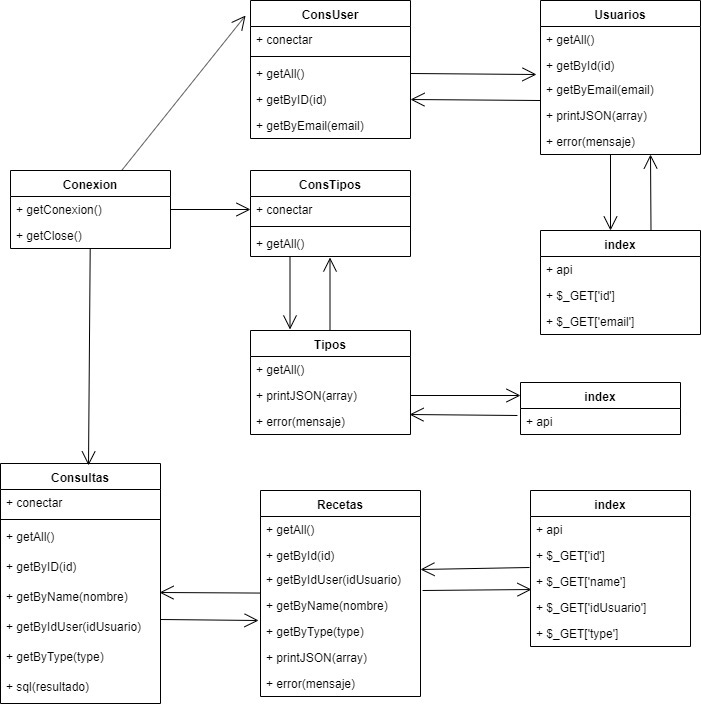 ConsUser
+ conectar
+ getAll()
+ getByID(id)
+ getByEmail(email)
Usuarios
+ getAll()
+ getById(id)
+ getByEmail(email)
+ printJSON(array)
+ error(mensaje)
Conexion
+ getConexion()
+ getClose()
ConsTipos
+ conectar
+ getAll()
index
+ api
+ $_GET['id']
+ $_GET['email']
Tipos
+ getAll()
+ printJSON(array)
+ error(mensaje)
index
+ api
Consultas
+ conectar
+ getAll()
+ getByID(id)
+ getByName(nombre)
+ getByIdUser(idUsuario)
+ getByType(type)
+ sql(resultado)
Recetas
+ getAll()
+ getById(id)
+ getByIdUser(idUsuario)
+ getByName(nombre)
+ getByType(type)
+ printJSON(array)
+ error(mensaje)
index
+ api
+ $_GET['id']
+ $_GET['name']
+ $_GET['idUsuario']
+ $_GET['type']